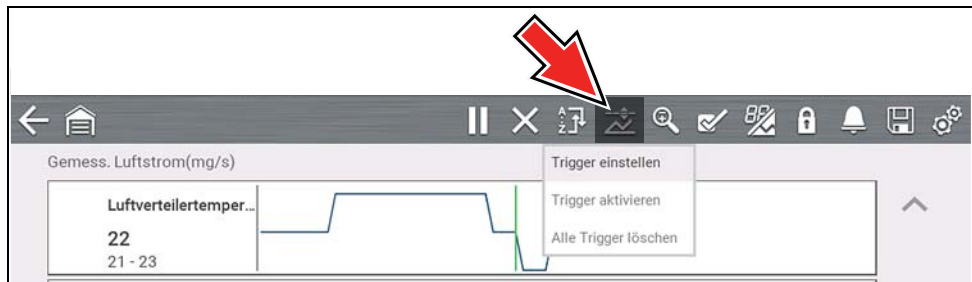 Gemess. Luftstrom(mg/s)
Trigger einstellen
Trigger aktivieren
Alle Trigger löschen
Luftverteilertemper...
22
21 - 23